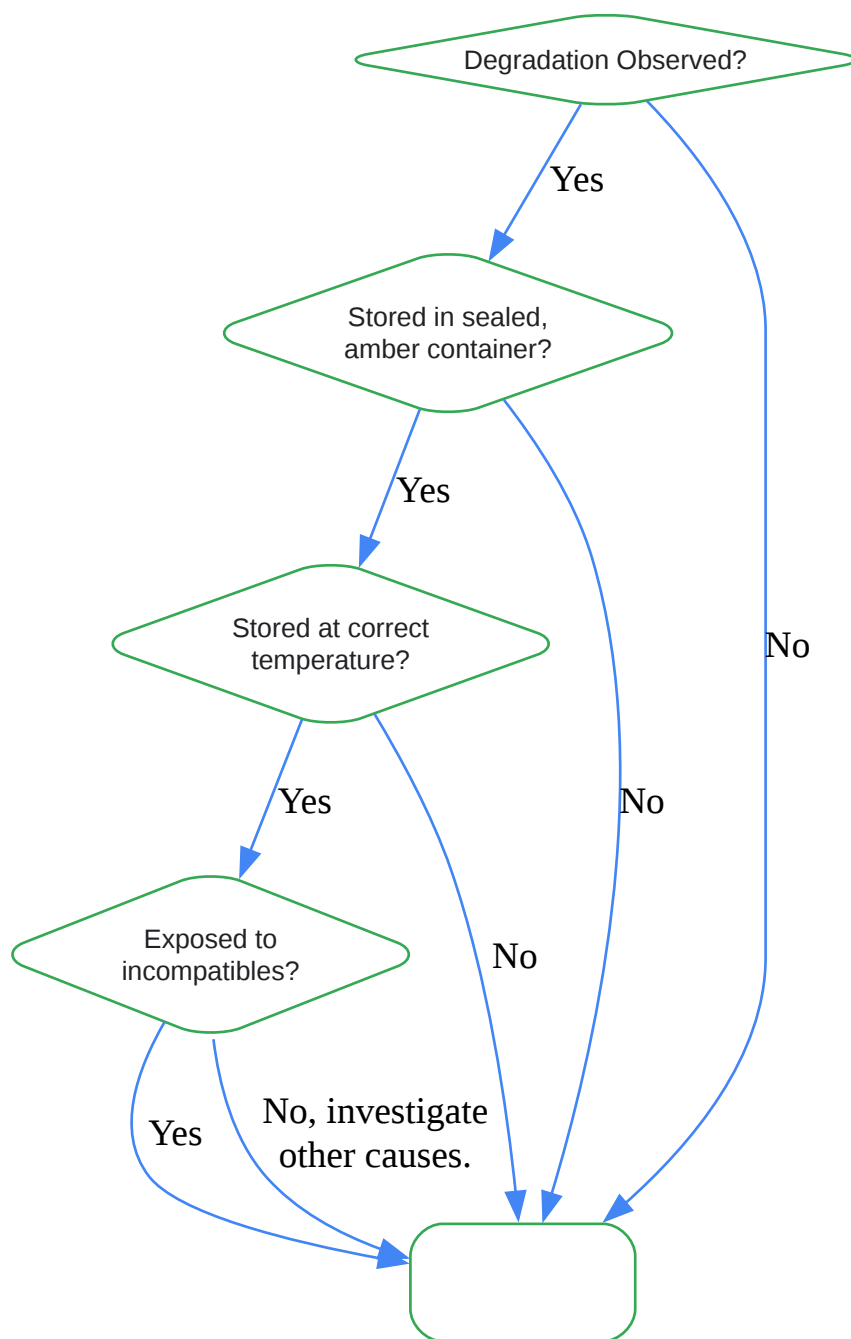 Degradation Observed?
Yes
Stored in sealed,
amber container?
Yes
Stored at correct
temperature?
No
Yes
No
Exposed to
incompatibles?
No
No, investigate
other causes.
Yes